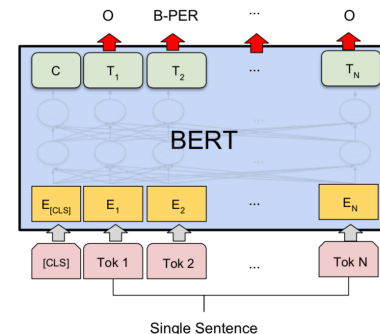 O B-PER ... O
C T1 T2 ... TN
BERT
E[CLS] E1 E2 ... EN
[CLS] Tok 1 Tok 2 ... Tok N
Single Sentence